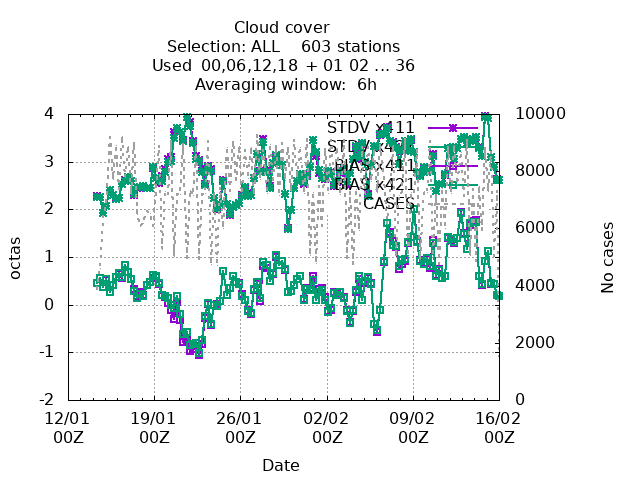 Cloud cover
Selection: ALL 603 stations
Used 00,06,12,18 + 01 02 ... 36
Averaging window: 6h
STDV x411
STDV x421
BIAS x411
BIAS x421
CASES
octas
4
3
2
1
0
-1
-2
No cases
10000
8000
6000
4000
2000
0
12/01 19/01 26/01 02/02 09/02 16/02
00Z 00Z 00Z 00Z 00Z 00Z
Date